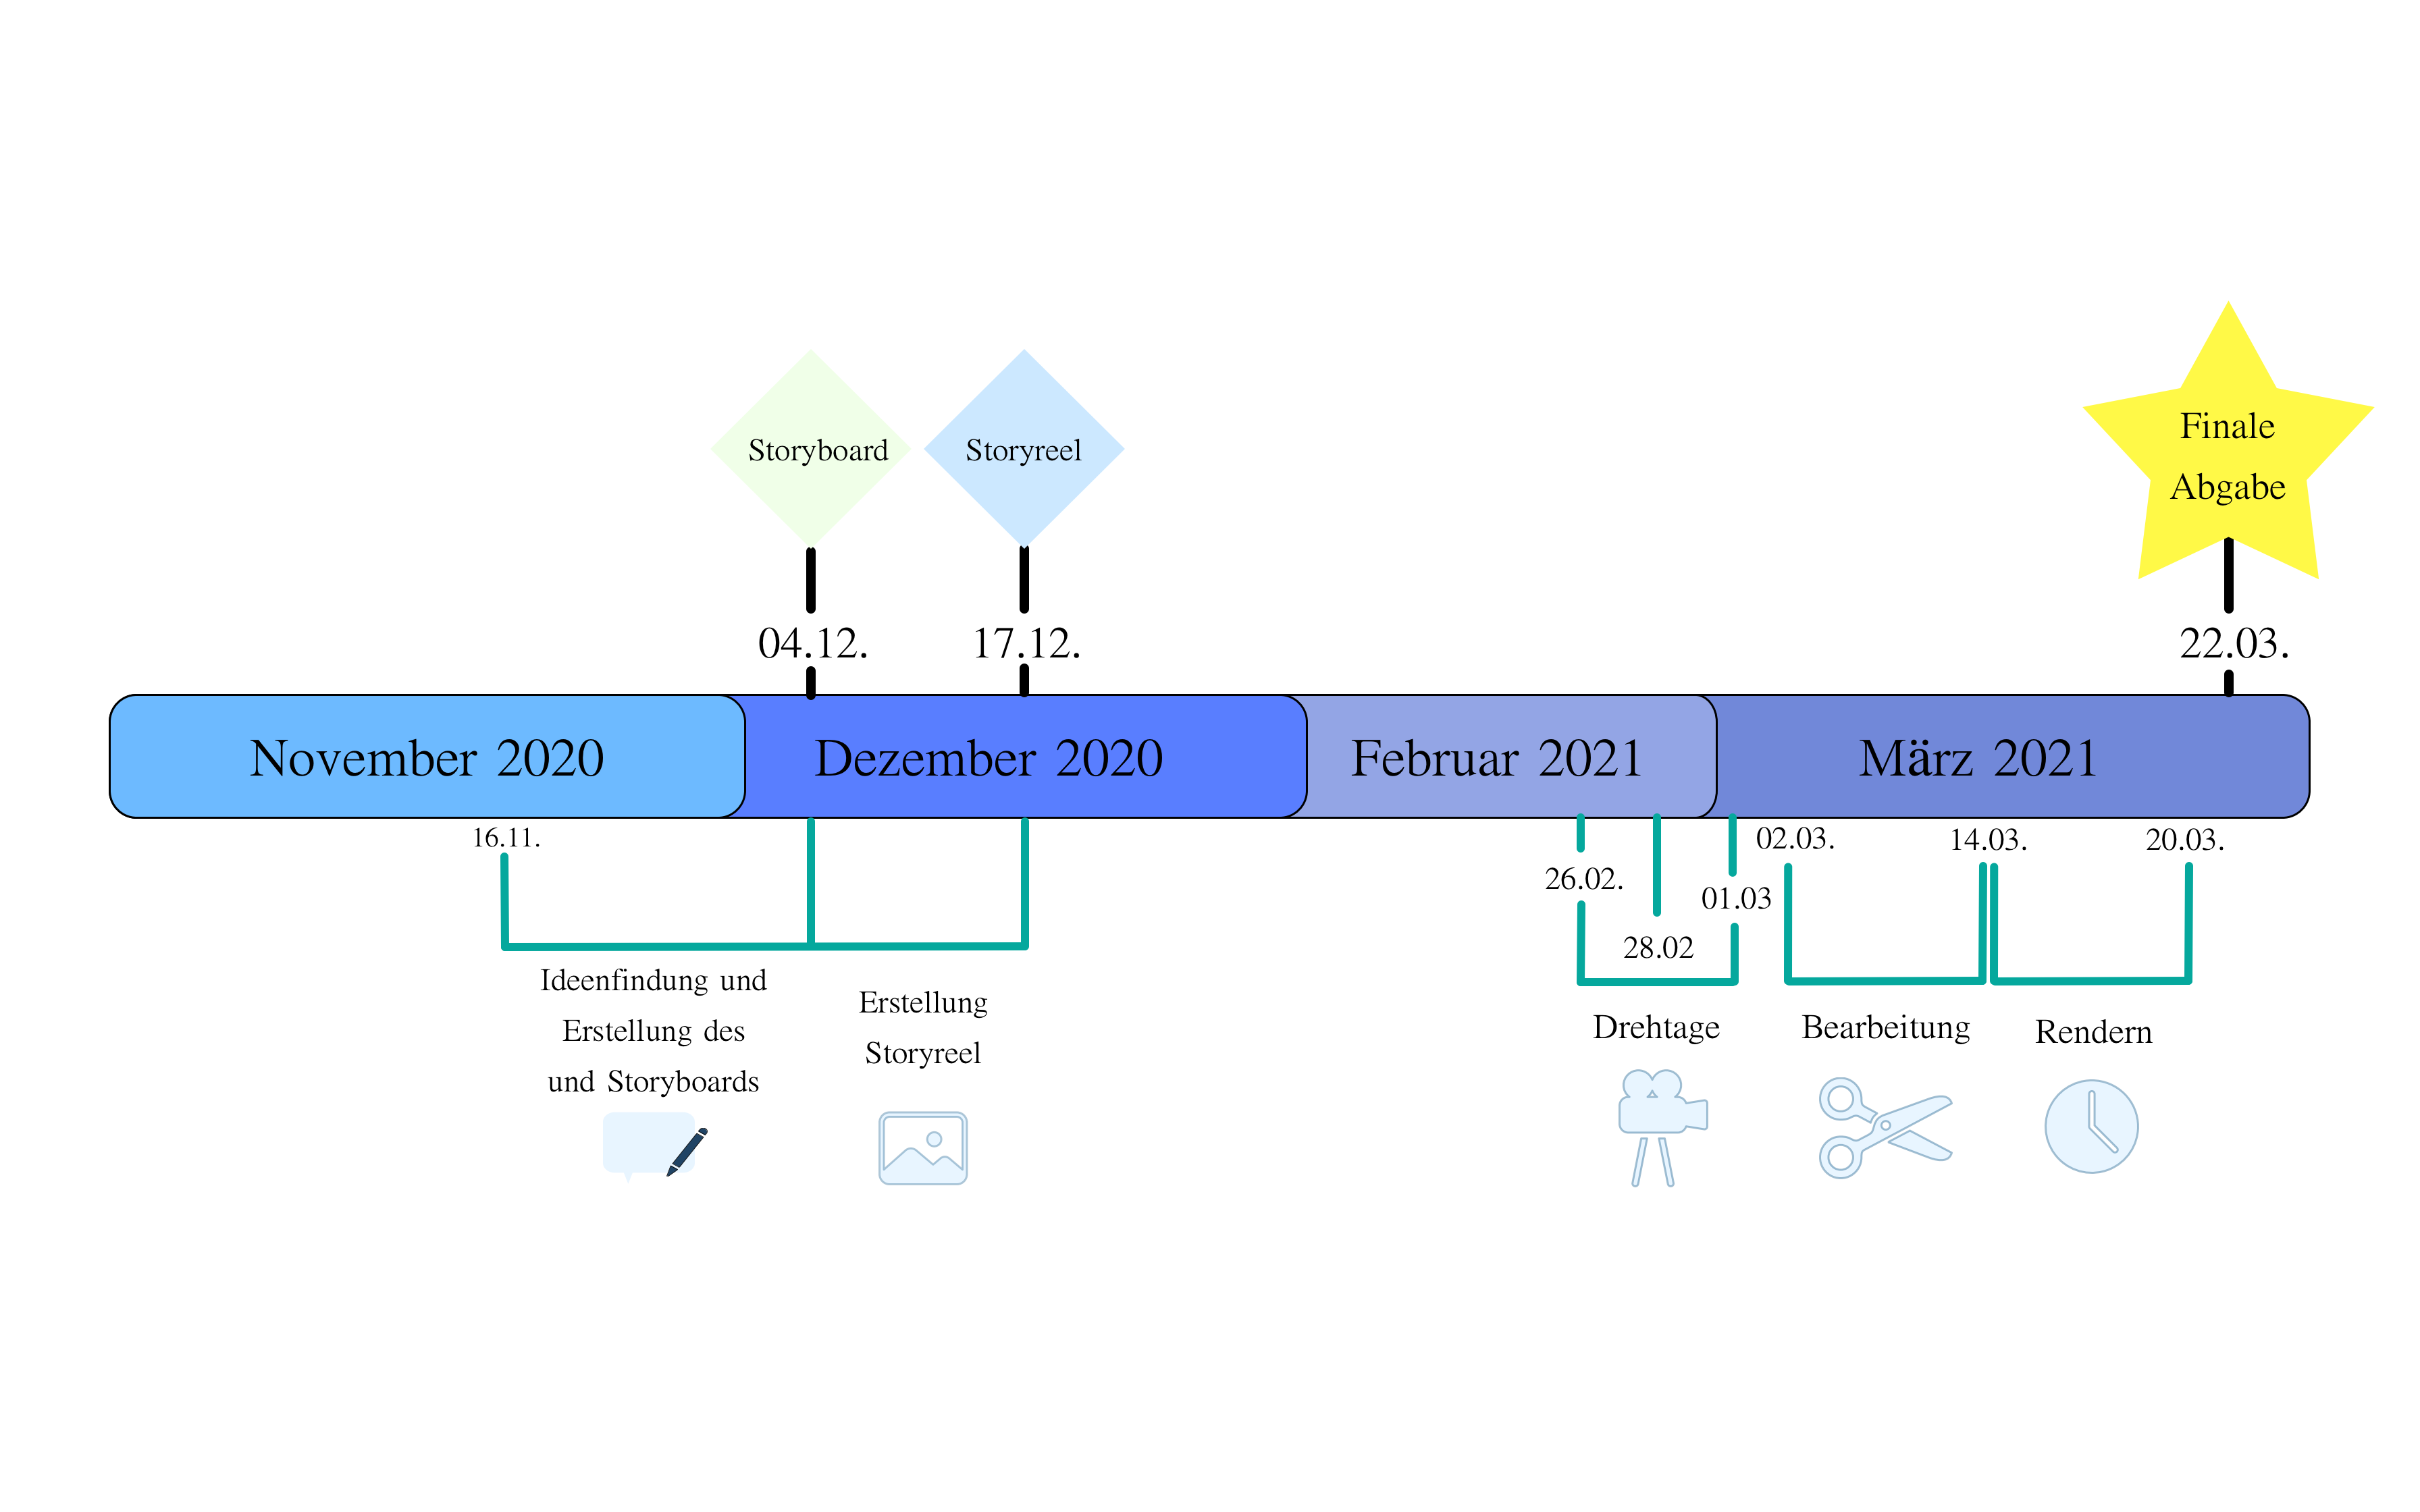 Finale
Abgabe
Storyboard
Storyreel
04.12.
17.12.
22.03.
November 2020
Dezember 2020
Februar 2021
März 2021
16.11.
02.03.
14.03.
20.03.
26.02.
01.03
28.02
Ideenfindung und
Erstellung des
und Storyboards
Erstellung
Storyreel
Drehtage
Bearbeitung
Rendern